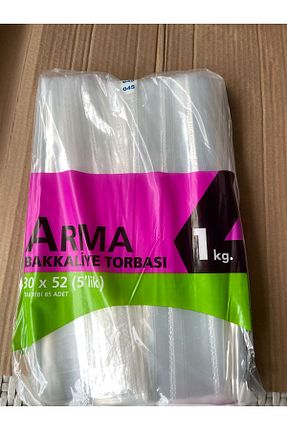 045
ARMA
BAKKALİYE TORBASI
30 x 52 (5'lik)
85 ADET
1 kg.